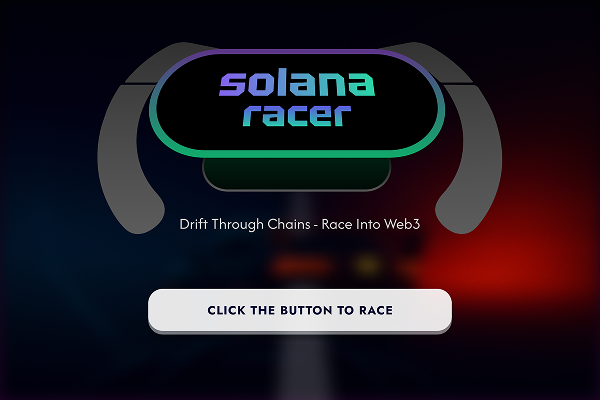 solana
racer
Drift Through Chains - Race Into Web3
CLICK THE BUTTON TO RACE